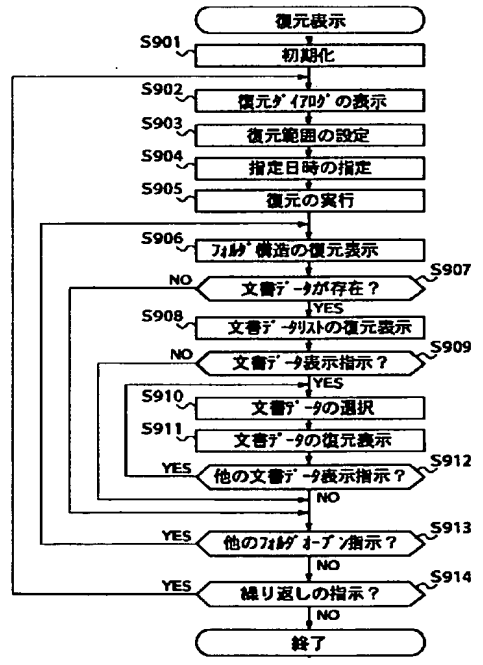 復元表示
S901
初期化
S902
復元ダイアログの表示
S903
復元範囲の設定
S904
指定日時の指定
S905
復元の実行
S906
フォルダ構造の復元表示
S907
文書データが存在?
NO
YES
S908
文書データリストの復元表示
S909
文書データ表示指示?
NO
YES
S910
文書データの選択
S911
文書データの復元表示
S912
他の文書データ表示指示?
YES
NO
S913
他のフォルダオープン指示?
YES
NO
S914
繰り返しの指示?
YES
NO
終了